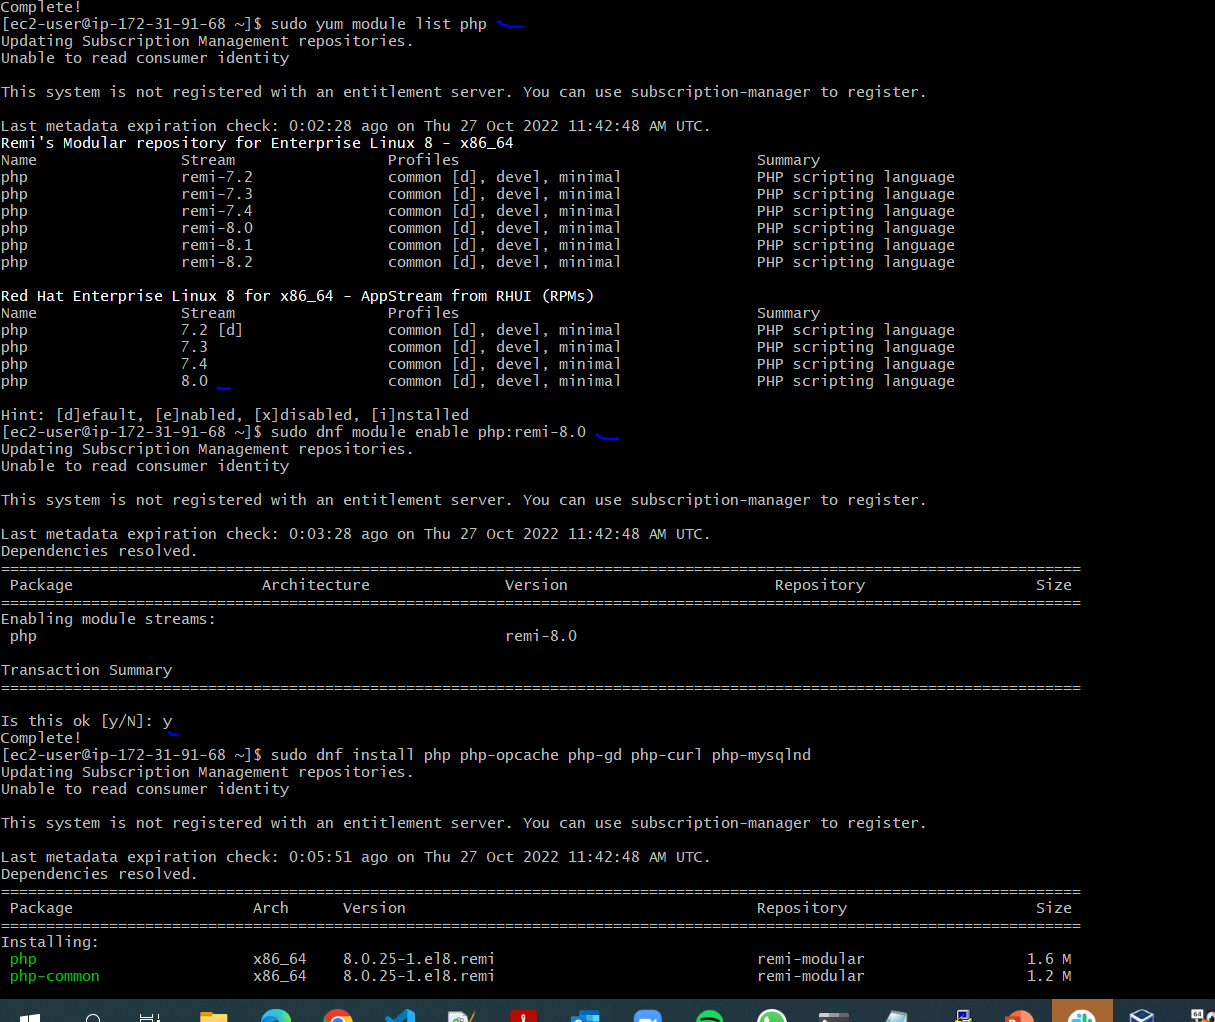 Complete!
[ec2-user@ip-172-31-91-68 ~]$ sudo yum module list php
Updating Subscription Management repositories.
Unable to read consumer identity
This system is not registered with an entitlement server. You can use subscription-manager to register.
Last metadata expiration check: 0:02:28 ago on Thu 27 Oct 2022 11:42:48 AM UTC.
Remi's Modular repository for Enterprise Linux 8 - x86_64
Name Stream Profiles Summary
php remi-7.2 common [d], devel, minimal PHP scripting language
php remi-7.3 common [d], devel, minimal PHP scripting language
php remi-7.4 common [d], devel, minimal PHP scripting language
php remi-8.0 common [d], devel, minimal PHP scripting language
php remi-8.1 common [d], devel, minimal PHP scripting language
php remi-8.2 common [d], devel, minimal PHP scripting language
Red Hat Enterprise Linux 8 for x86_64 - AppStream from RHUI (RPMs)
Name Stream Profiles Summary
php 7.2 [d] common [d], devel, minimal PHP scripting language
php 7.3 common [d], devel, minimal PHP scripting language
php 7.4 common [d], devel, minimal PHP scripting language
php 8.0 common [d], devel, minimal PHP scripting language
Hint: [d]efault, [e]nabled, [x]disabled, [i]nstalled
[ec2-user@ip-172-31-91-68 ~]$ sudo dnf module enable php:remi-8.0
Updating Subscription Management repositories.
Unable to read consumer identity
This system is not registered with an entitlement server. You can use subscription-manager to register.
Last metadata expiration check: 0:03:28 ago on Thu 27 Oct 2022 11:42:48 AM UTC.
Dependencies resolved.
================================================================================
Package Architecture Version Repository Size
================================================================================
Enabling module streams:
php remi-8.0
Transaction Summary
================================================================================
Is this ok [y/N]: y
Complete!
[ec2-user@ip-172-31-91-68 ~]$ sudo dnf install php php-opcache php-gd php-curl php-mysqlnd
Updating Subscription Management repositories.
Unable to read consumer identity
This system is not registered with an entitlement server. You can use subscription-manager to register.
Last metadata expiration check: 0:05:51 ago on Thu 27 Oct 2022 11:42:48 AM UTC.
Dependencies resolved.
================================================================================
Package Arch Version Repository Size
================================================================================
Installing:
php x86_64 8.0.25-1.el8.remi remi-modular 1.6 M
php-common x86_64 8.0.25-1.el8.remi remi-modular 1.2 M